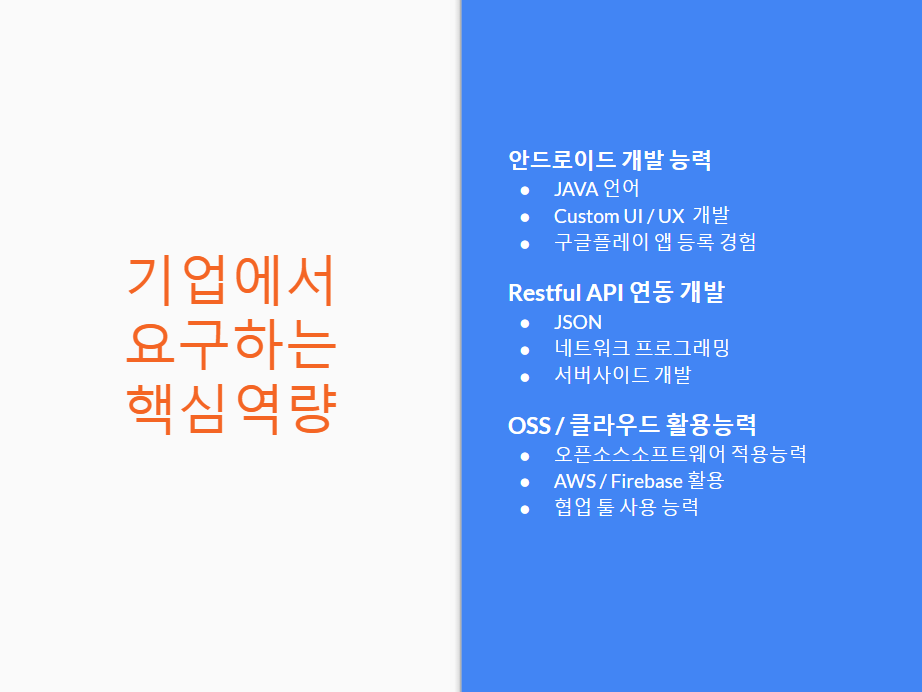 기업에서
요구하는
핵심역량
안드로이드 개발 능력
● JAVA 언어
● Custom UI / UX 개발
● 구글플레이 앱 등록 경험
Restful API 연동 개발
● JSON
● 네트워크 프로그래밍
● 서버사이드 개발
OSS / 클라우드 활용능력
● 오픈소스소프트웨어 적용능력
● AWS / Firebase 활용
● 협업 툴 사용 능력